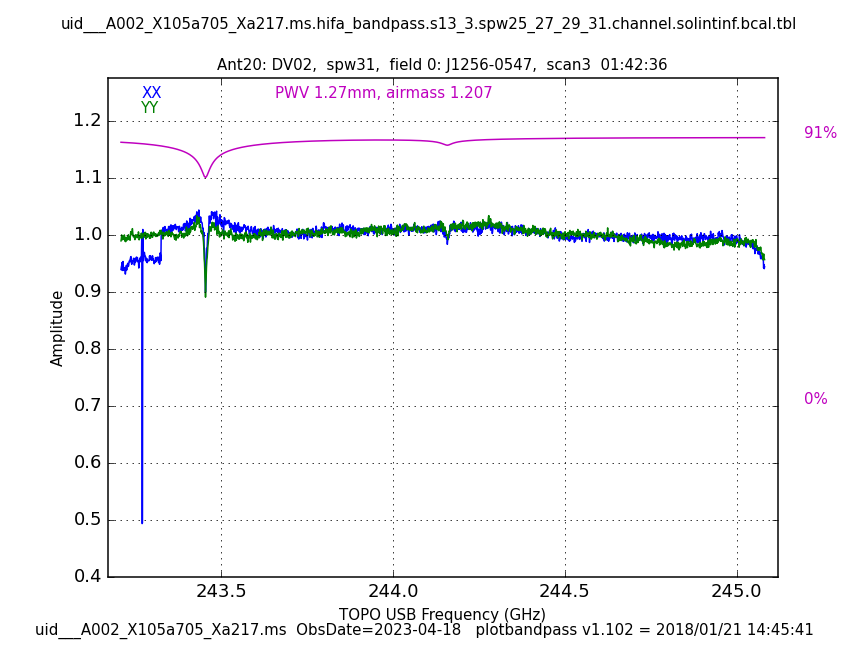 uid___A002_X105a705_Xa217.ms.hifa_bandpass.s13_3.spw25_27_29_31.channel.solintinf.bcal.tbl
Ant20: DV02,  spw31,  field 0: J1256-0547,  scan3  01:42:36
XX
YY
PWV 1.27mm, airmass 1.207
91%
0%
1.2
1.1
1.0
0.9
0.8
0.7
0.6
0.5
0.4
Amplitude
243.5 244.0 244.5 245.0
TOPO USB Frequency (GHz)
uid___A002_X105a705_Xa217.ms  ObsDate=2023-04-18   plotbandpass v1.102 = 2018/01/21 14:45:41